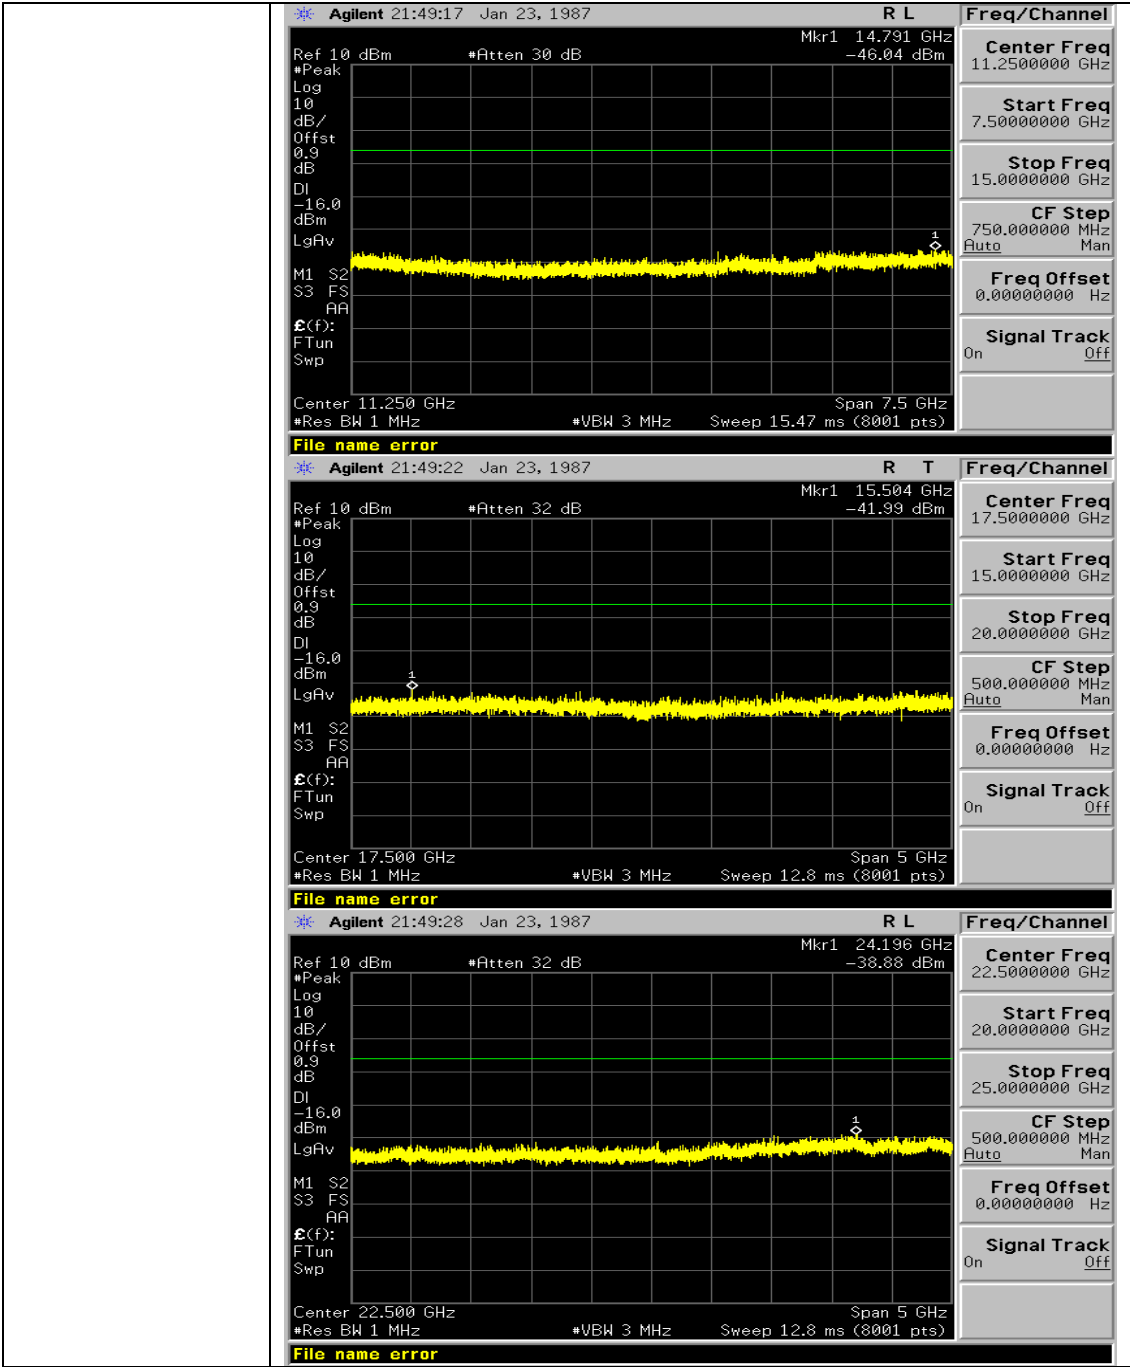 Agilent 21:49:17 Jan 23, 1987 R L Freq/Channel
Mkr1 14.791 GHz
Ref 10 dBm #Atten 30 dB -46.04 dBm
#Peak
Log
10
dB/
Offst
0.9
dB
DI
-16.0
dBm
LgAv
1
M1 S2
S3 FS
AA
£(f):
FTun
Swp
Center 11.250 GHz Span 7.5 GHz
#Res BW 1 MHz #VBW 3 MHz Sweep 15.47 ms (8001 pts)
File name error
Center Freq
11.2500000 GHz
Start Freq
7.50000000 GHz
Stop Freq
15.0000000 GHz
CF Step
750.000000 MHz
Auto Man
Freq Offset
0.00000000 Hz
Signal Track
On Off
Agilent 21:49:22 Jan 23, 1987 R T Freq/Channel
Mkr1 15.504 GHz
Ref 10 dBm #Atten 32 dB -41.99 dBm
#Peak
Log
10
dB/
Offst
0.9
dB
DI
-16.0
dBm
LgAv
1
M1 S2
S3 FS
AA
£(f):
FTun
Swp
Center 17.500 GHz Span 5 GHz
#Res BW 1 MHz #VBW 3 MHz Sweep 12.8 ms (8001 pts)
File name error
Center Freq
17.5000000 GHz
Start Freq
15.0000000 GHz
Stop Freq
20.0000000 GHz
CF Step
500.000000 MHz
Auto Man
Freq Offset
0.00000000 Hz
Signal Track
On Off
Agilent 21:49:28 Jan 23, 1987 R L Freq/Channel
Mkr1 24.196 GHz
Ref 10 dBm #Atten 32 dB -38.88 dBm
#Peak
Log
10
dB/
Offst
0.9
dB
DI
-16.0
dBm
LgAv
1
M1 S2
S3 FS
AA
£(f):
FTun
Swp
Center 22.500 GHz Span 5 GHz
#Res BW 1 MHz #VBW 3 MHz Sweep 12.8 ms (8001 pts)
File name error
Center Freq
22.5000000 GHz
Start Freq
20.0000000 GHz
Stop Freq
25.0000000 GHz
CF Step
500.000000 MHz
Auto Man
Freq Offset
0.00000000 Hz
Signal Track
On Off